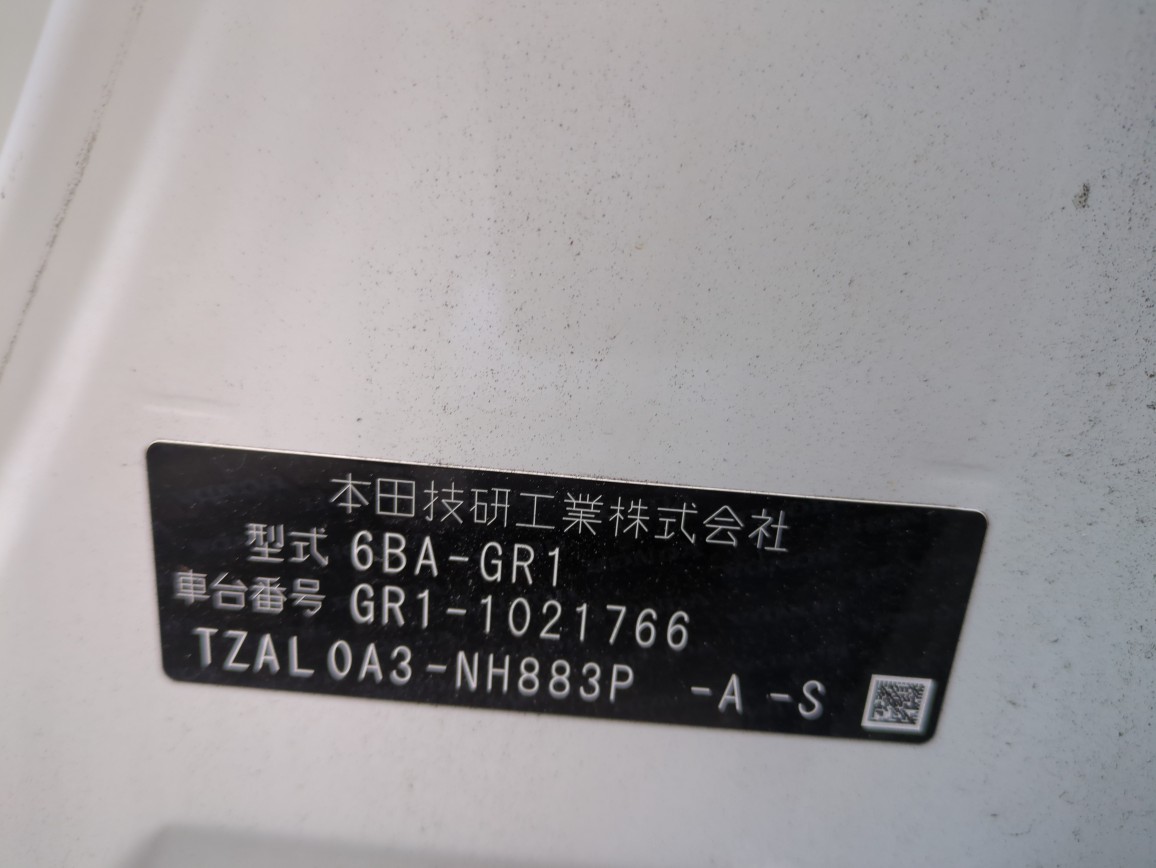 本田技研工業株式会社
型式 6BA-GR1
車台番号 GR1-1021766
TZAL0A3-NH883P -A -S